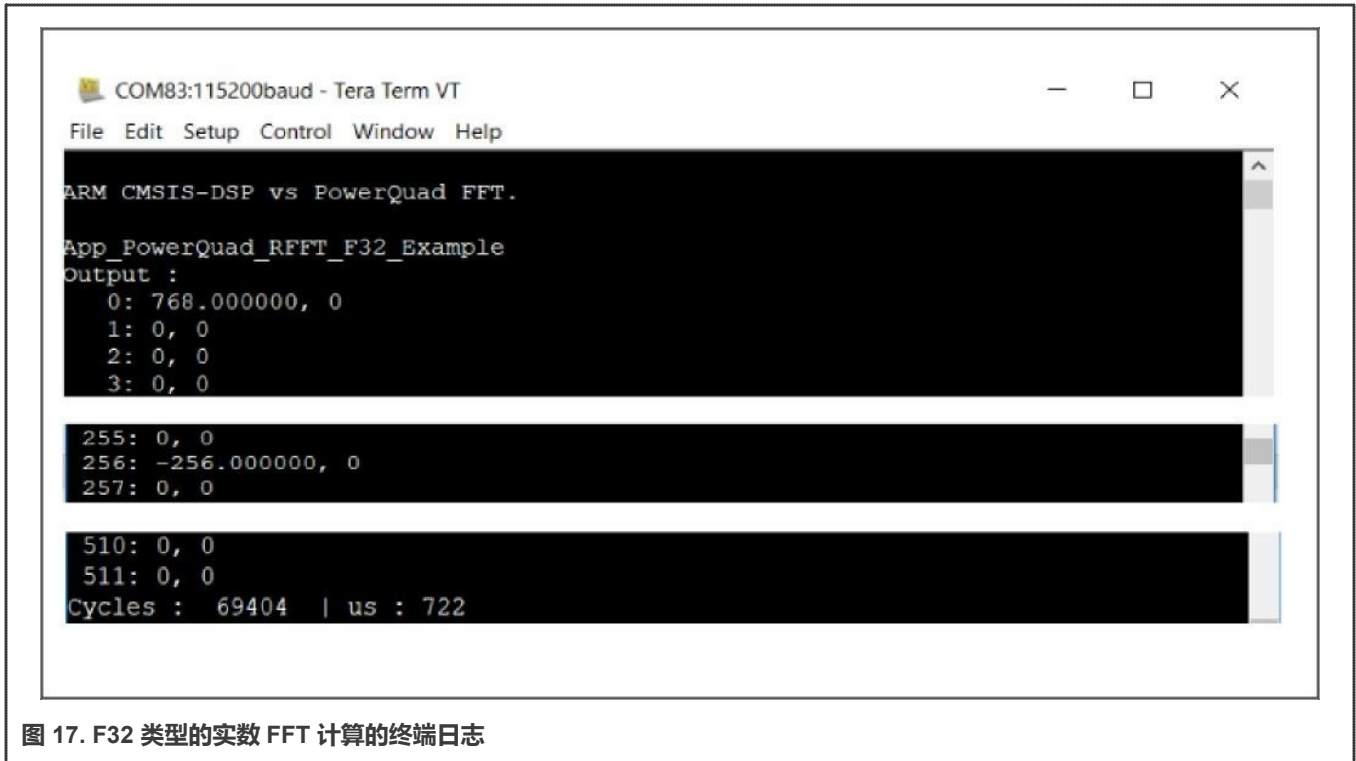 COM83:115200baud - Tera Term VT
File Edit Setup Control Window Help
ARM CMSIS-DSP vs PowerQuad FFT.
App_PowerQuad_RFFT_F32_Example
Output :
0: 768.000000, 0
1: 0, 0
2: 0, 0
3: 0, 0
255: 0, 0
256: -256.000000, 0
257: 0, 0
510: 0, 0
511: 0, 0
Cycles : 69404 | us : 722
图 17. F32 类型的实数 FFT 计算的终端日志